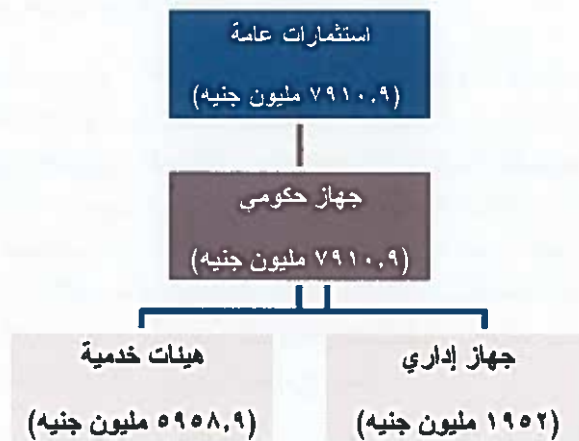 استثمارات عامة
(٧٩١٠,٩ مليون جنيه)
جهاز حكومي
(٧٩١٠,٩ مليون جنيه)
جهاز إداري
(١٩٥٢ مليون جنيه)
هيئات خدمية
(٥٩٥٨,٩ مليون جنيه)